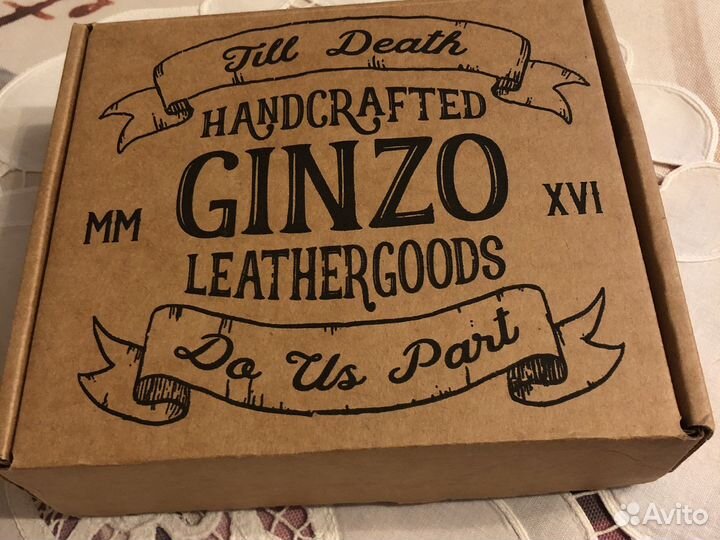 Till Death
HANDCRAFTED
GINZO
MM XVI
LEATHERGOODS
Do Us Part
Avito